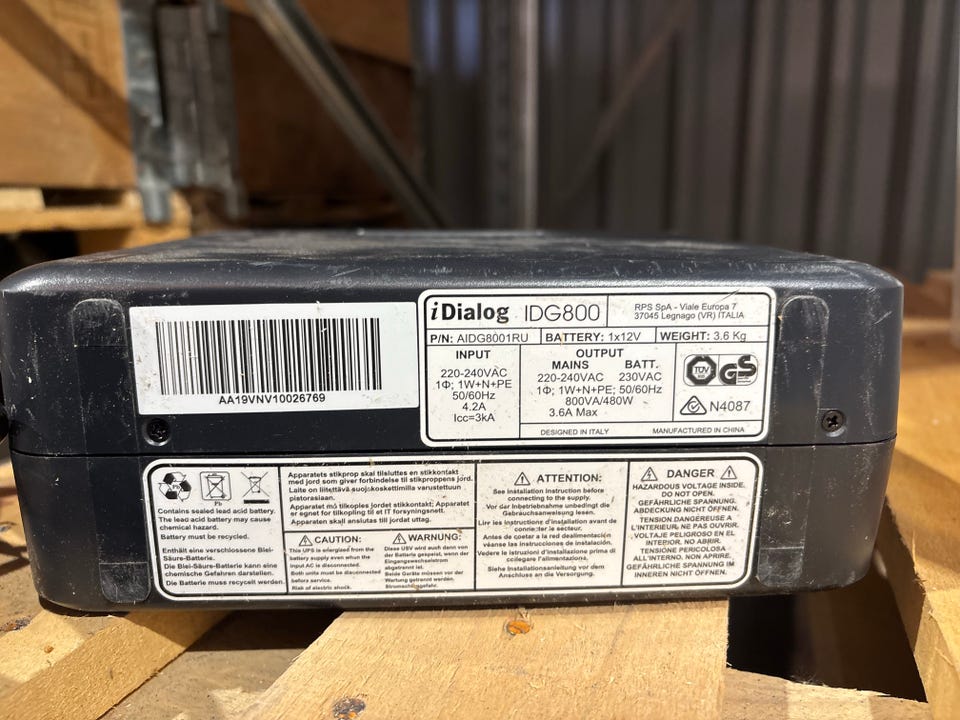 AA19VNV10026769
iDialog IDG800
RPS SpA - Viale Europa 7
37045 Legnago (VR) ITALIA
P/N: AIDG8001RU
BATTERY: 1x12V
WEIGHT: 3.6 Kg
INPUT
220-240VAC
1Φ; 1W+N+PE
50/60Hz
4.2A
Icc=3kA
OUTPUT
MAINS BATT.
220-240VAC 230VAC
1Φ; 1W+N+PE; 50/60Hz
800VA/480W
3.6A Max
TÜV GS
N4087
DESIGNED IN ITALY
MANUFACTURED IN CHINA
Pb
Pb
Contains sealed lead acid battery.
The lead acid battery may cause
chemical hazard.
Battery must be recycled.
Enthält eine verschlossene Blei-
Säure-Batterie.
Die Blei-Säure-Batterie kann eine
chemische Gefahren darstellen.
Die Batterie muss recycelt werden.
Apparatets stikprop skal tilsluttes en stikkontakt
med jord som giver forbindelse til stikproppens jord.
Laite on liitettävä suojakoskettimilla varustettuun
pistorasiaan.
Apparatet må tilkoples jordet stikkontakt; Apparatet
er egnet for tilkopling til et IT forsyningsnett.
Apparaten skall anslutas till jordat uttag.
CAUTION:
This UPS is energized from the
battery supply even when the
input AC is disconnected.
Both units must be disconnected
before service.
Risk of electric shock.
WARNUNG:
Diese USV wird auch dann von
der Batterie gespeist, wenn der
Eingangswechselstrom
abgetrennt ist.
Beide Geräte müssen vor der
Wartung getrennt werden.
Stromschlaggefahr.
ATTENTION:
See installation instruction before
connecting to the supply.
Vor der Inbetriebnahme unbedingt die
Gebrauchsanweisung lesen.
Lire les instructions d'installation avant de
connecter le secteur.
Antes de coetar a la red dealimentación
véanse las instrucciones de instalación.
Vedere le istruzioni d'installazione prima di
ccilegare l'alimentazione.
Siehe Installationsanleitung vor dem
Anschluss an die Versorgung.
DANGER
HAZARDOUS VOLTAGE INSIDE.
DO NOT OPEN.
GEFÄHRLICHE SPANNUNG.
ABDECKUNG NICHT ÖFFNEN.
TENSION DANGEREUSE A
L'INTERIEUR. NE PAS OUVRIR.
VOLTAJE PELIGROSO EN EL
INTERIOR. NO ABRIR.
TENSIONE PERICOLOSA
ALL'INTERNO. NON APRIRE.
GEFÄHRLICHE SPANNUNG IM
INNEREN NICHT ÖFFNEN.